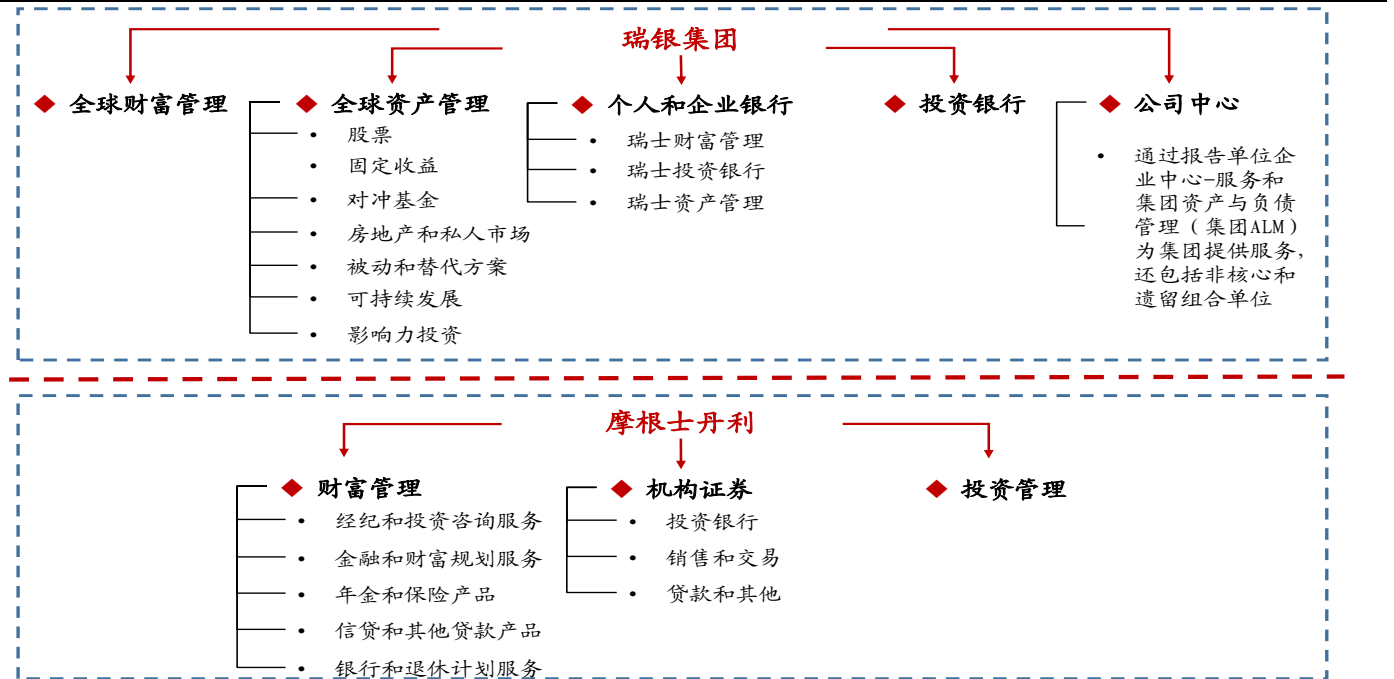 瑞银集团
◆ 全球财富管理
◆ 全球资产管理
• 股票
• 固定收益
• 对冲基金
• 房地产和私人市场
• 被动和替代方案
• 可持续发展
• 影响力投资
◆ 个人和企业银行
• 瑞士财富管理
• 瑞士投资银行
• 瑞士资产管理
◆ 投资银行
◆ 公司中心
• 通过报告单位企
业中心-服务和
集团资产与负债
管理（集团ALM）
为集团提供服务，
还包括非核心和
遗留组合单位
摩根士丹利
◆ 财富管理
• 经纪和投资咨询服务
• 金融和财富规划服务
• 年金和保险产品
• 信贷和其他贷款产品
• 银行和退休计划服务
◆ 机构证券
• 投资银行
• 销售和交易
• 贷款和其他
◆ 投资管理